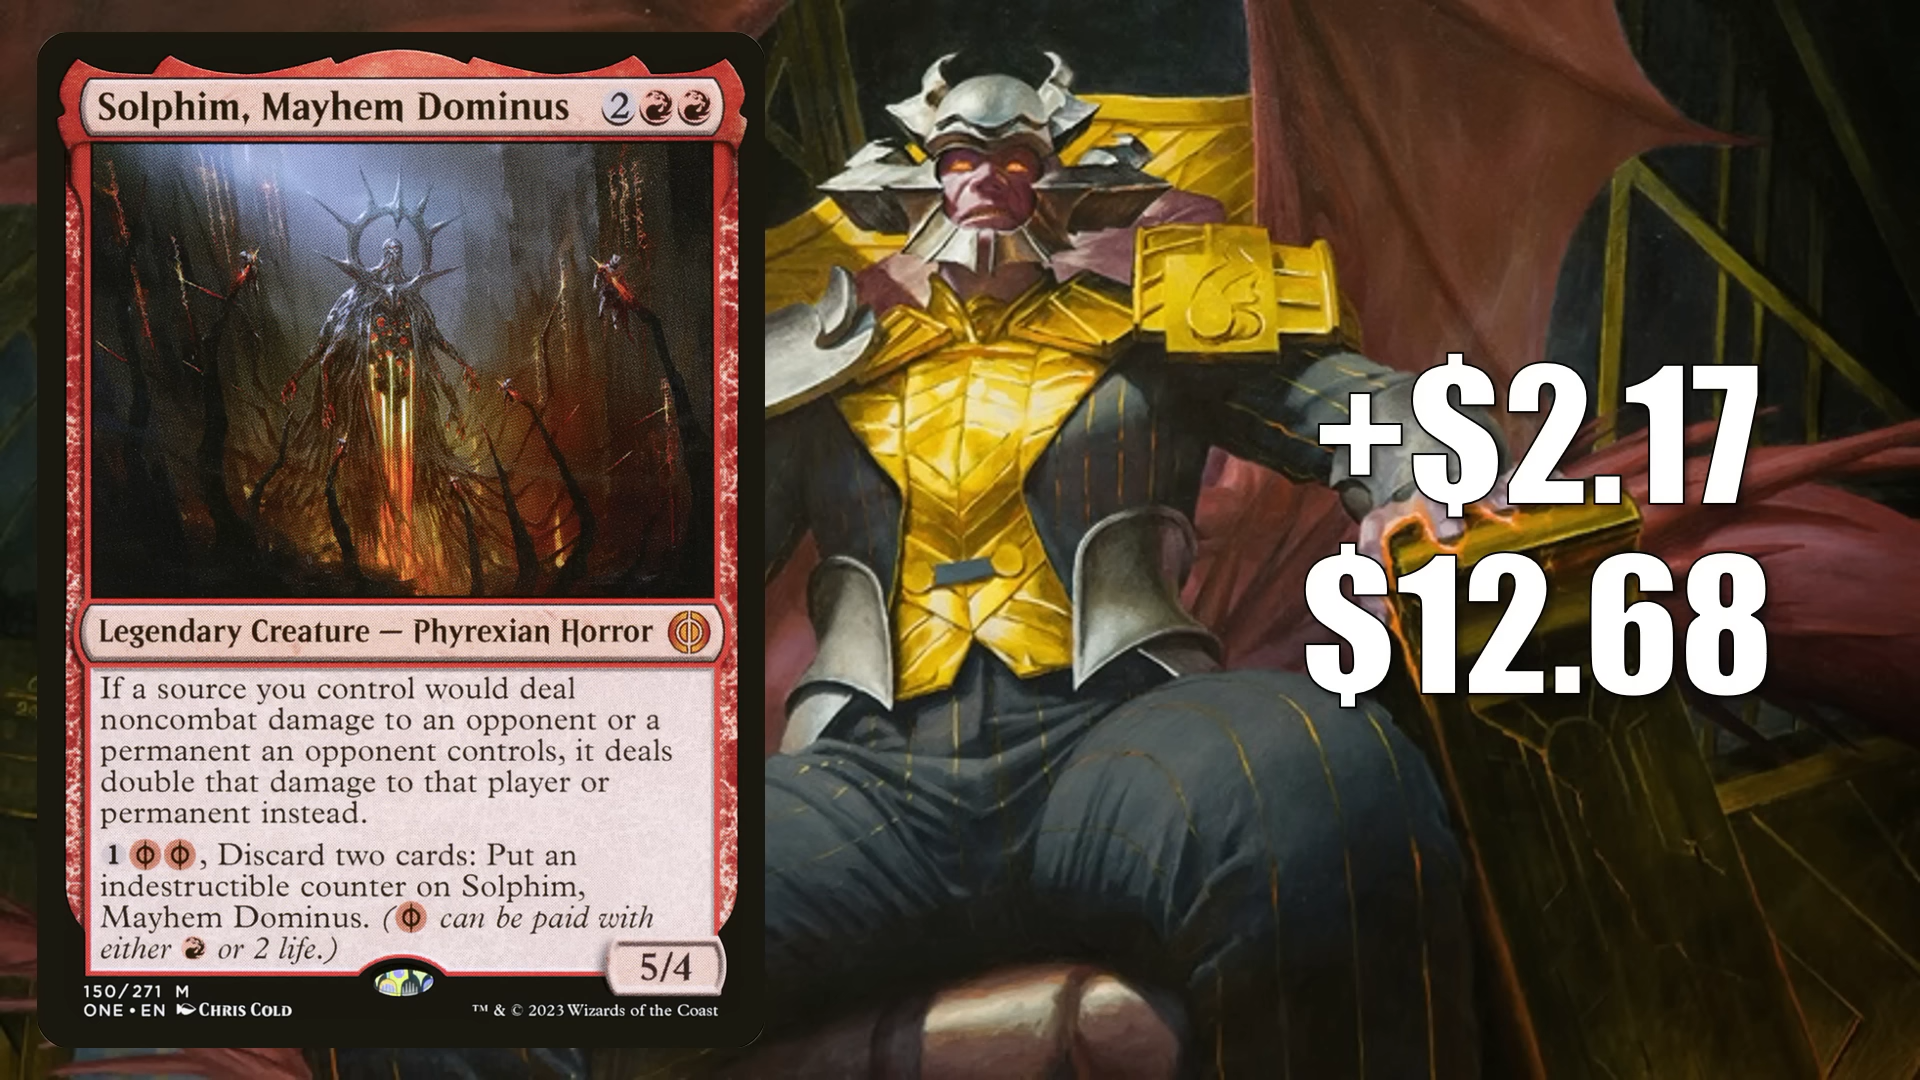 Solphim, Mayhem Dominus 2
Legendary Creature — Phyrexian Horror
If a source you control would deal
noncombat damage to an opponent or a
permanent an opponent controls, it deals
double that damage to that player or
permanent instead.
1, Discard two cards: Put an
indestructible counter on Solphim,
Mayhem Dominus. ( can be paid with
either or 2 life.)
5/4
150/271 M
ONE • EN Chris Cold
™ & © 2023 Wizards of the Coast
+$2.17
$12.68